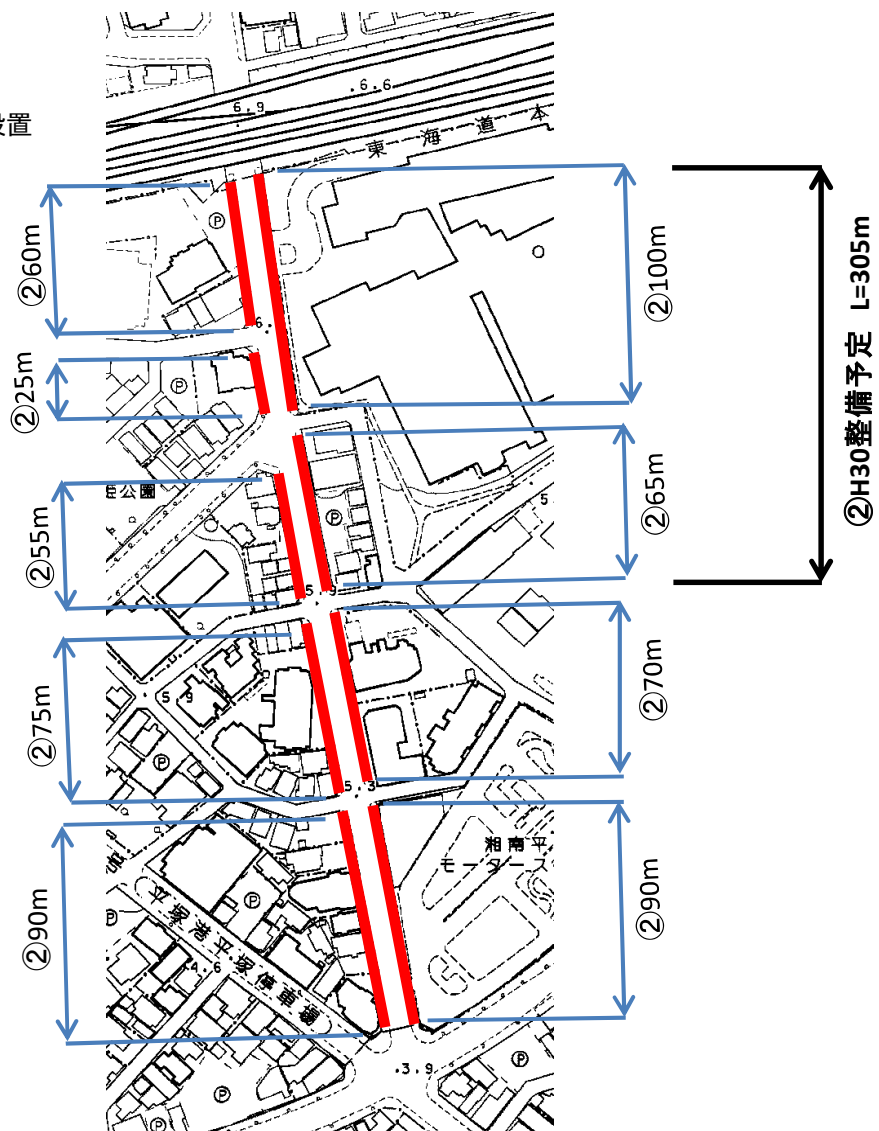 設置
6.9
.6.6
東海道本
②60m
②100m
②H30整備予定 L=305m
Ⓟ
6.
②25m
Ⓟ
②65m
公園
5.
②55m
Ⓟ
5.9
②75m
②70m
5.9
Ⓟ
5.3
湘南平
モータース
②90m
②90m
Ⓟ
平塚港平塚停車場
4.6
.3.9
Ⓟ
Ⓟ
Ⓟ